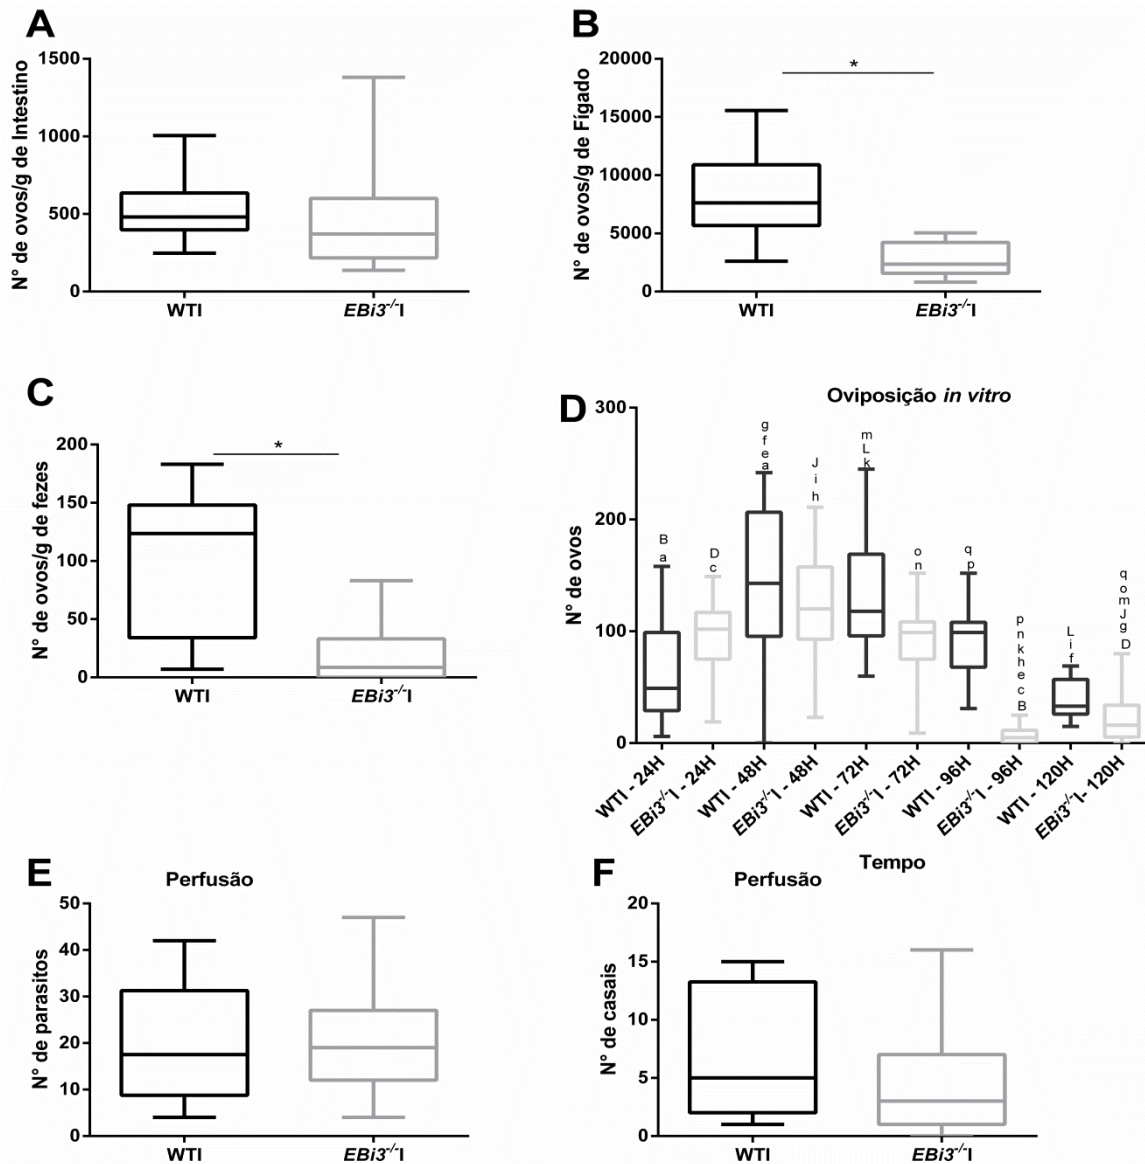 A
N° de ovos/g de Intestino
1500
1000
500
0
WTI
EBi3-/-I
B
N° de ovos/g de Fígado
20000
15000
10000
5000
0
*
WTI
EBi3-/-I
C
N° de ovos/g de fezes
200
150
100
50
0
*
WTI
EBi3-/-I
D
Oviposição in vitro
N° de ovos
300
200
100
0
B
a
D
c
g
f
e
a
J
i
h
m
L
k
o
n
q
p
p
n
k
h
e
c
B
L
i
f
q
o
m
J
g
D
WTI - 24H
EBi3-/-I - 24H
WTI - 48H
EBi3-/-I - 48H
WTI - 72H
EBi3-/-I - 72H
WTI - 96H
EBi3-/-I - 96H
WTI - 120H
EBi3-/-I - 120H
Tempo
E
Perfusão
N° de parasitos
50
40
30
20
10
0
WTI
EBi3-/-I
F
Perfusão
N° de casais
20
15
10
5
0
WTI
EBi3-/-I